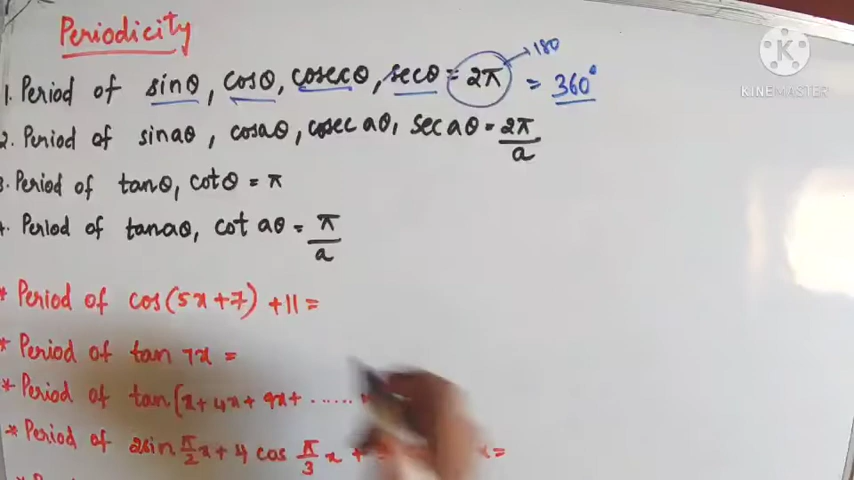 Periodicity
1. Period of sinθ, cosθ, cosecθ, secθ = 2π → 180 = 360°
2. Period of sinaθ, cosaθ, cosec aθ, sec aθ = 2π/a
3. Period of tanθ, cotθ = π
4. Period of tanaθ, cot aθ = π/a
* Period of cos(5x+7) +11 =
* Period of tan 7x =
* Period of tan[x+4x+9x+ ......
* Period of 2sin π/2 x + 4 cos π/3 x + x =
KINEMASTER